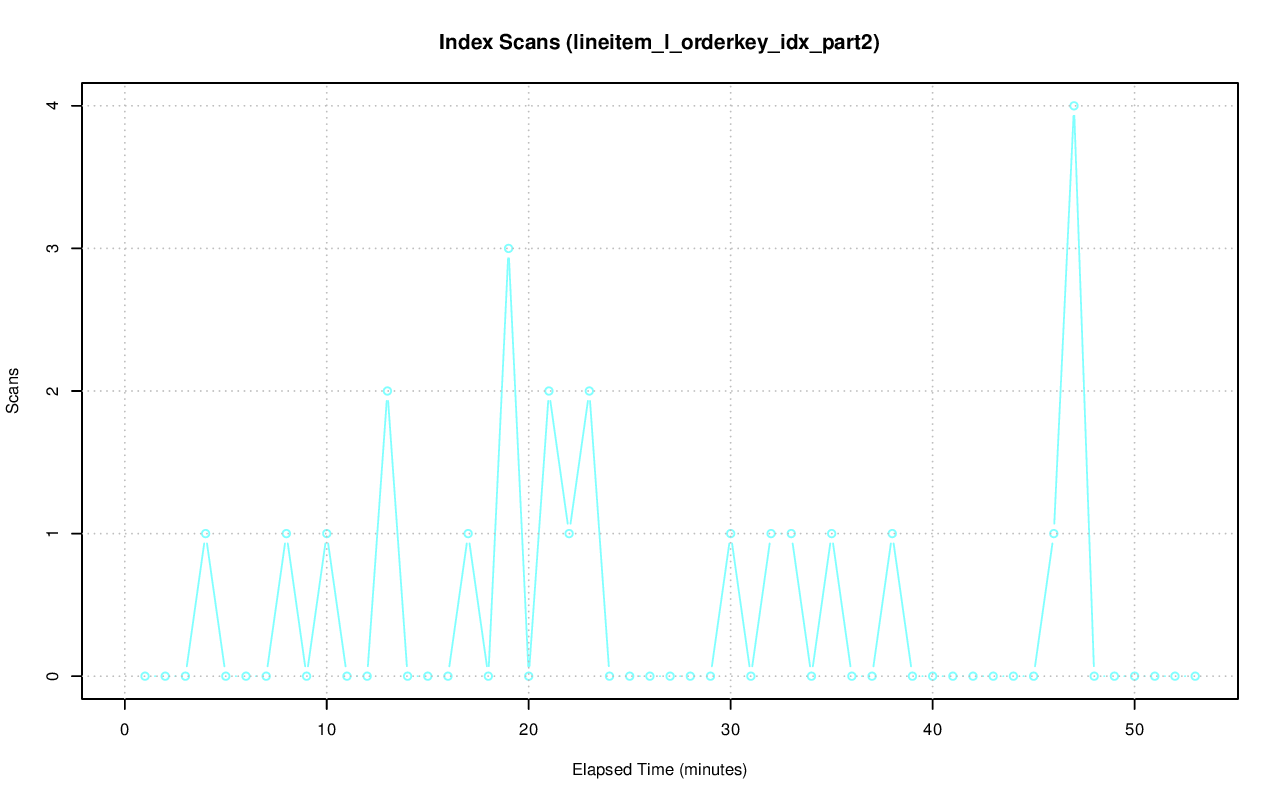 Index Scans (lineitem_l_orderkey_idx_part2)
Scans
4
3
2
1
0
0 10 20 30 40 50
Elapsed Time (minutes)